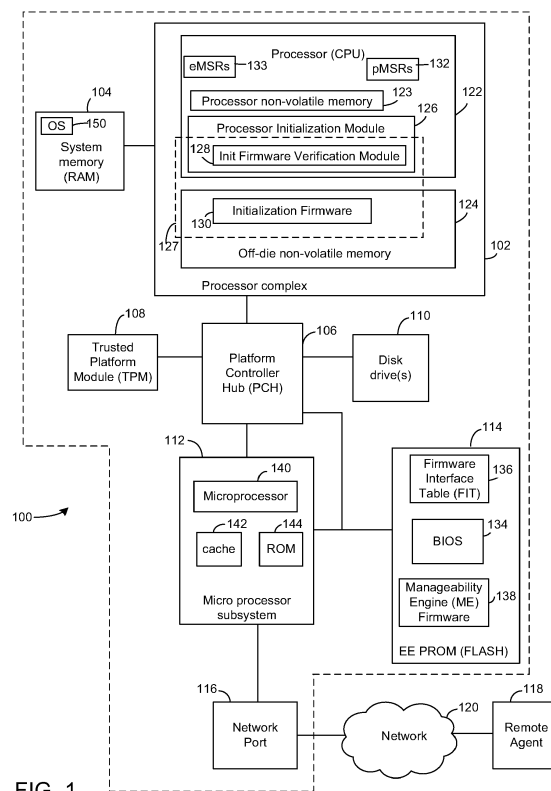 Processor (CPU)
eMSRs
133
pMSRs
132
Processor non-volatile memory
123
122
126
Processor Initialization Module
128
Init Firmware Verification Module
104
OS
150
System
memory
(RAM)
130
Initialization Firmware
124
127
Off-die non-volatile memory
102
Processor complex
108
Trusted
Platform
Module (TPM)
106
Platform
Controller
Hub (PCH)
110
Disk
drive(s)
112
140
Microprocessor
142
cache
144
ROM
Micro processor
subsystem
114
Firmware
Interface
Table (FIT)
136
BIOS
134
Manageability
Engine (ME)
Firmware
138
EE PROM (FLASH)
100
116
Network
Port
120
Network
118
Remote
Agent
FIG. 1